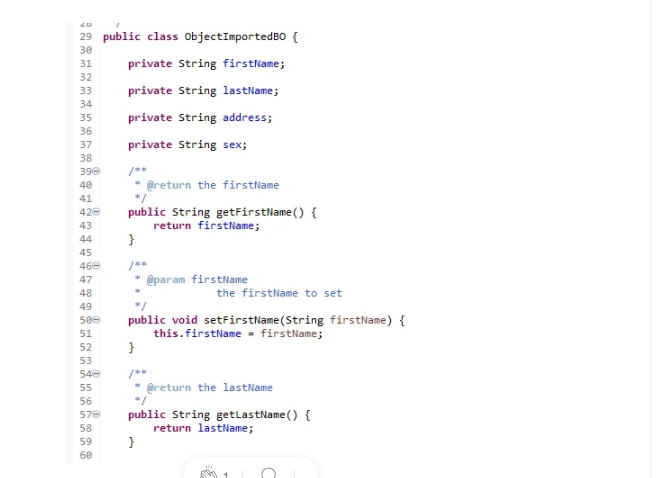 28 */
29 public class ObjectImportedBO {
30
31 private String firstName;
32
33 private String lastName;
34
35 private String address;
36
37 private String sex;
38
39 /**
40 * @return the firstName
41 */
42 public String getFirstName() {
43 return firstName;
44 }
45
46 /**
47 * @param firstName
48 * the firstName to set
49 */
50 public void setFirstName(String firstName) {
51 this.firstName = firstName;
52 }
53
54 /**
55 * @return the lastName
56 */
57 public String getLastName() {
58 return lastName;
59 }
60
1